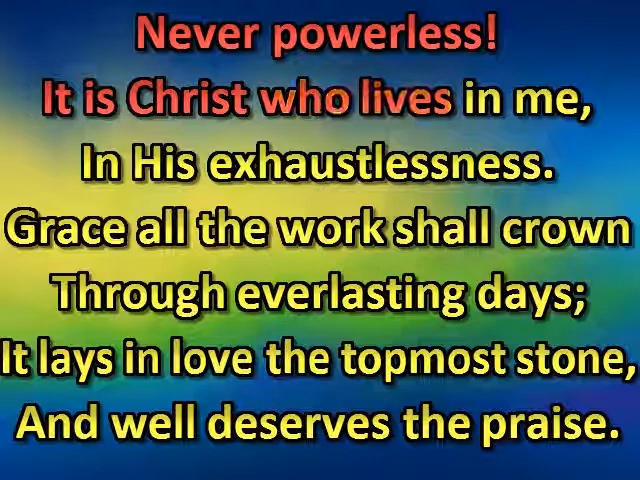 Never powerless!
It is Christ who lives in me,
In His exhaustlessness.
Grace all the work shall crown
Through everlasting days;
It lays in love the topmost stone,
And well deserves the praise.